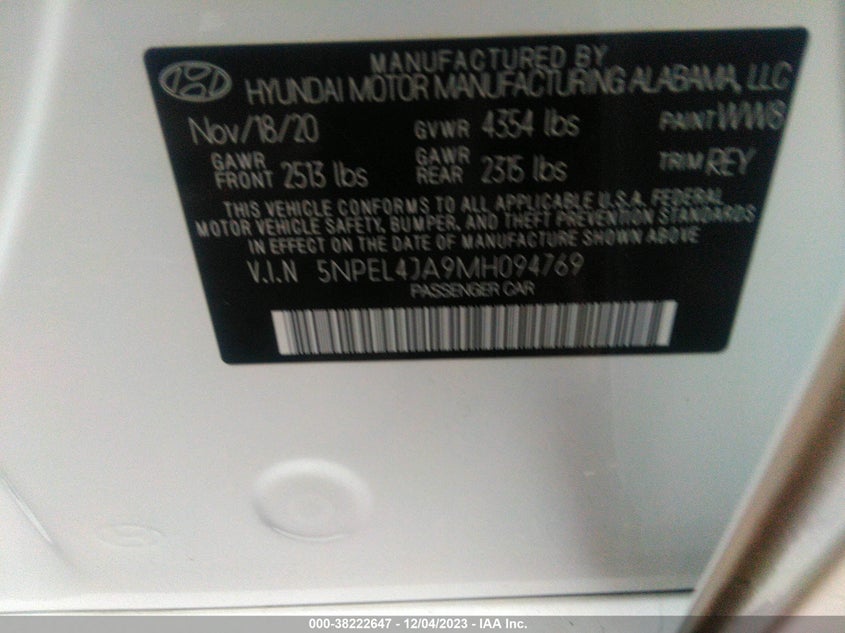 MANUFACTURED BY
HYUNDAI MOTOR MANUFACTURING ALABAMA, LLC
Nov/18/20 GVWR 4354 lbs PAINT WW8
GAWR FRONT 2513 lbs GAWR REAR 2315 lbs TRIM REY
THIS VEHICLE CONFORMS TO ALL APPLICABLE U.S.A. FEDERAL
MOTOR VEHICLE SAFETY, BUMPER, AND THEFT PREVENTION STANDARDS
IN EFFECT ON THE DATE OF MANUFACTURE SHOWN ABOVE
V.I.N 5NPEL4JA9MH094769
PASSENGER CAR
000-38222647 - 12/04/2023 - IAA Inc.